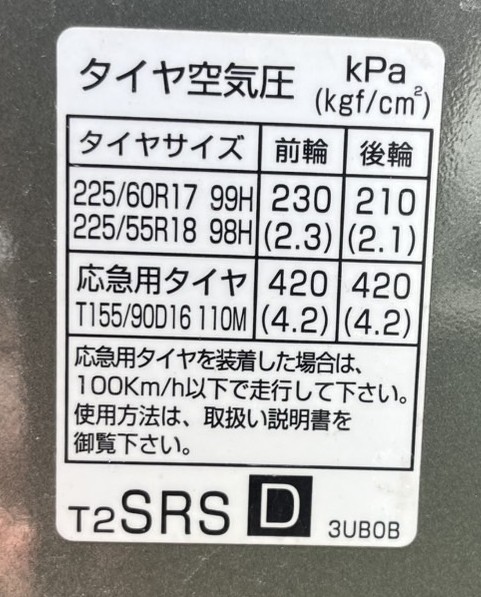 タイヤ空気圧 kPa
(kgf/cm²)
タイヤサイズ 前輪 後輪
225/60R17 99H 230 210
225/55R18 98H (2.3) (2.1)
応急用タイヤ 420 420
T155/90D16 110M (4.2) (4.2)
応急用タイヤを装着した場合は、
100Km/h以下で走行して下さい。
使用方法は、取扱い説明書を
御覧下さい。
T2SRS D 3UB0B